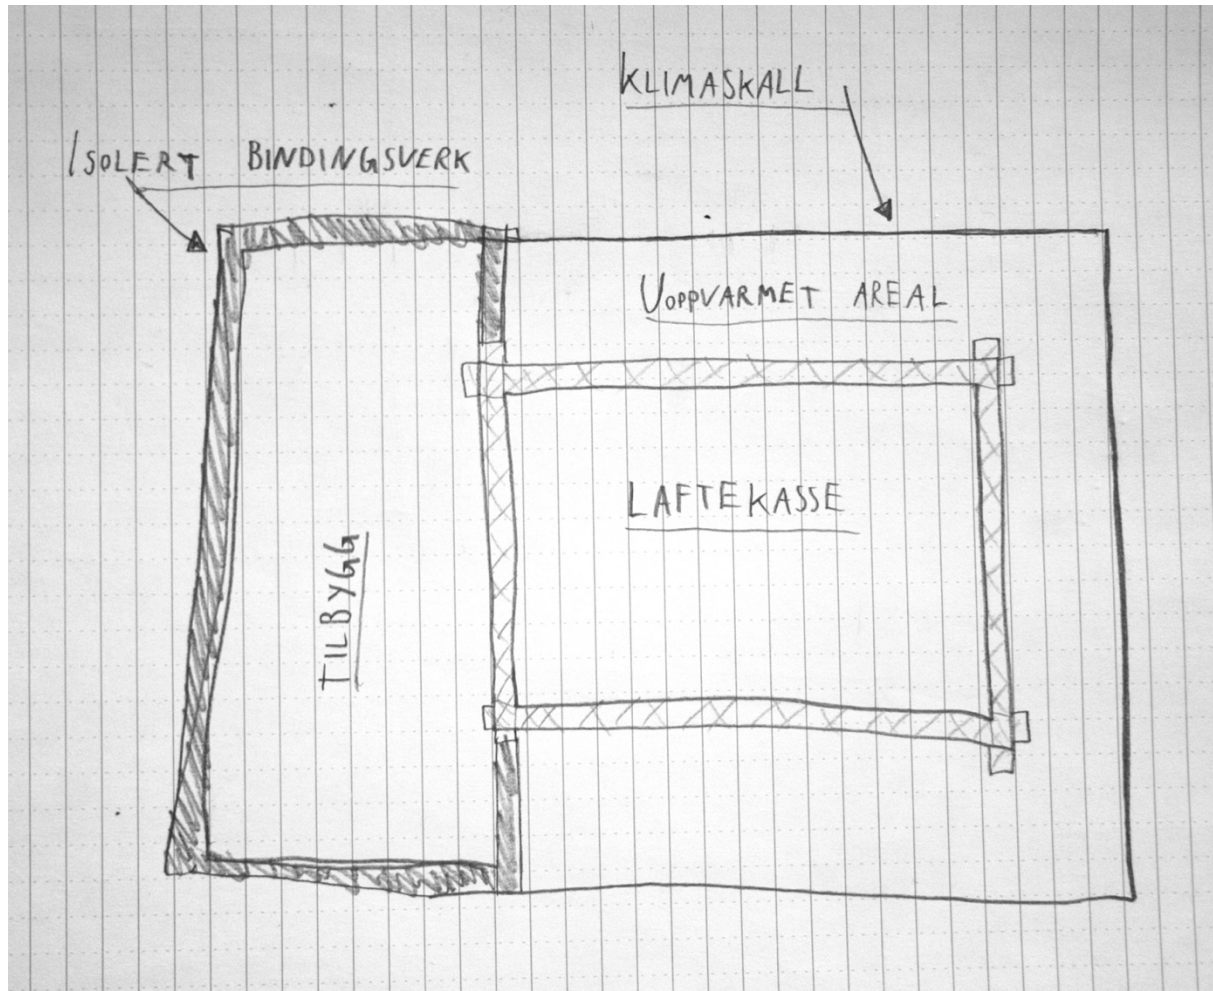 KLIMASKALL
ISOLERT BINDINGSVERK
UOPPVARMET AREAL
LAFTEKASSE
TILBYGG